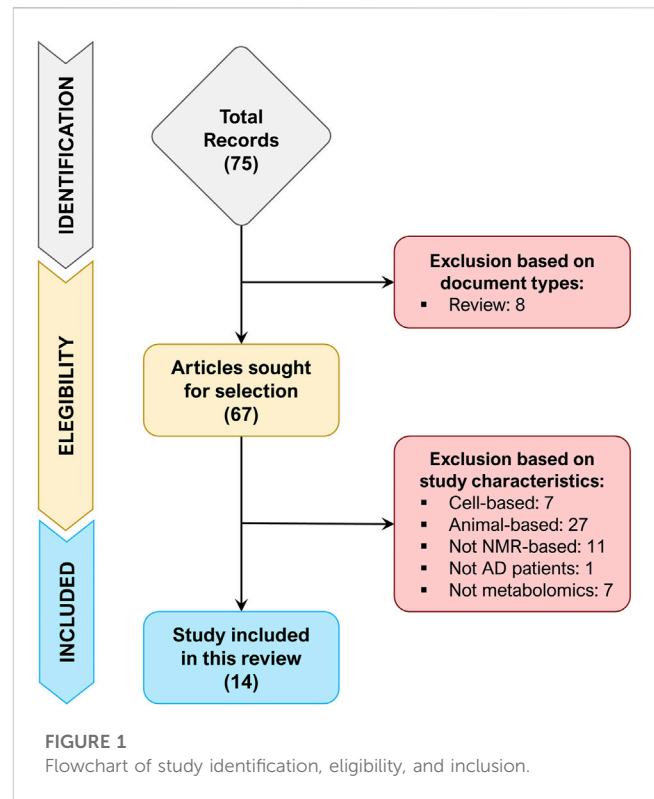 IDENTIFICATION
Total
Records
(75)
Exclusion based on
document types:
▪ Review: 8
ELEGIBILITY
Articles sought
for selection
(67)
Exclusion based on
study characteristics:
▪ Cell-based: 7
▪ Animal-based: 27
▪ Not NMR-based: 11
▪ Not AD patients: 1
▪ Not metabolomics: 7
INCLUDED
Study included
in this review
(14)
FIGURE 1
Flowchart of study identification, eligibility, and inclusion.